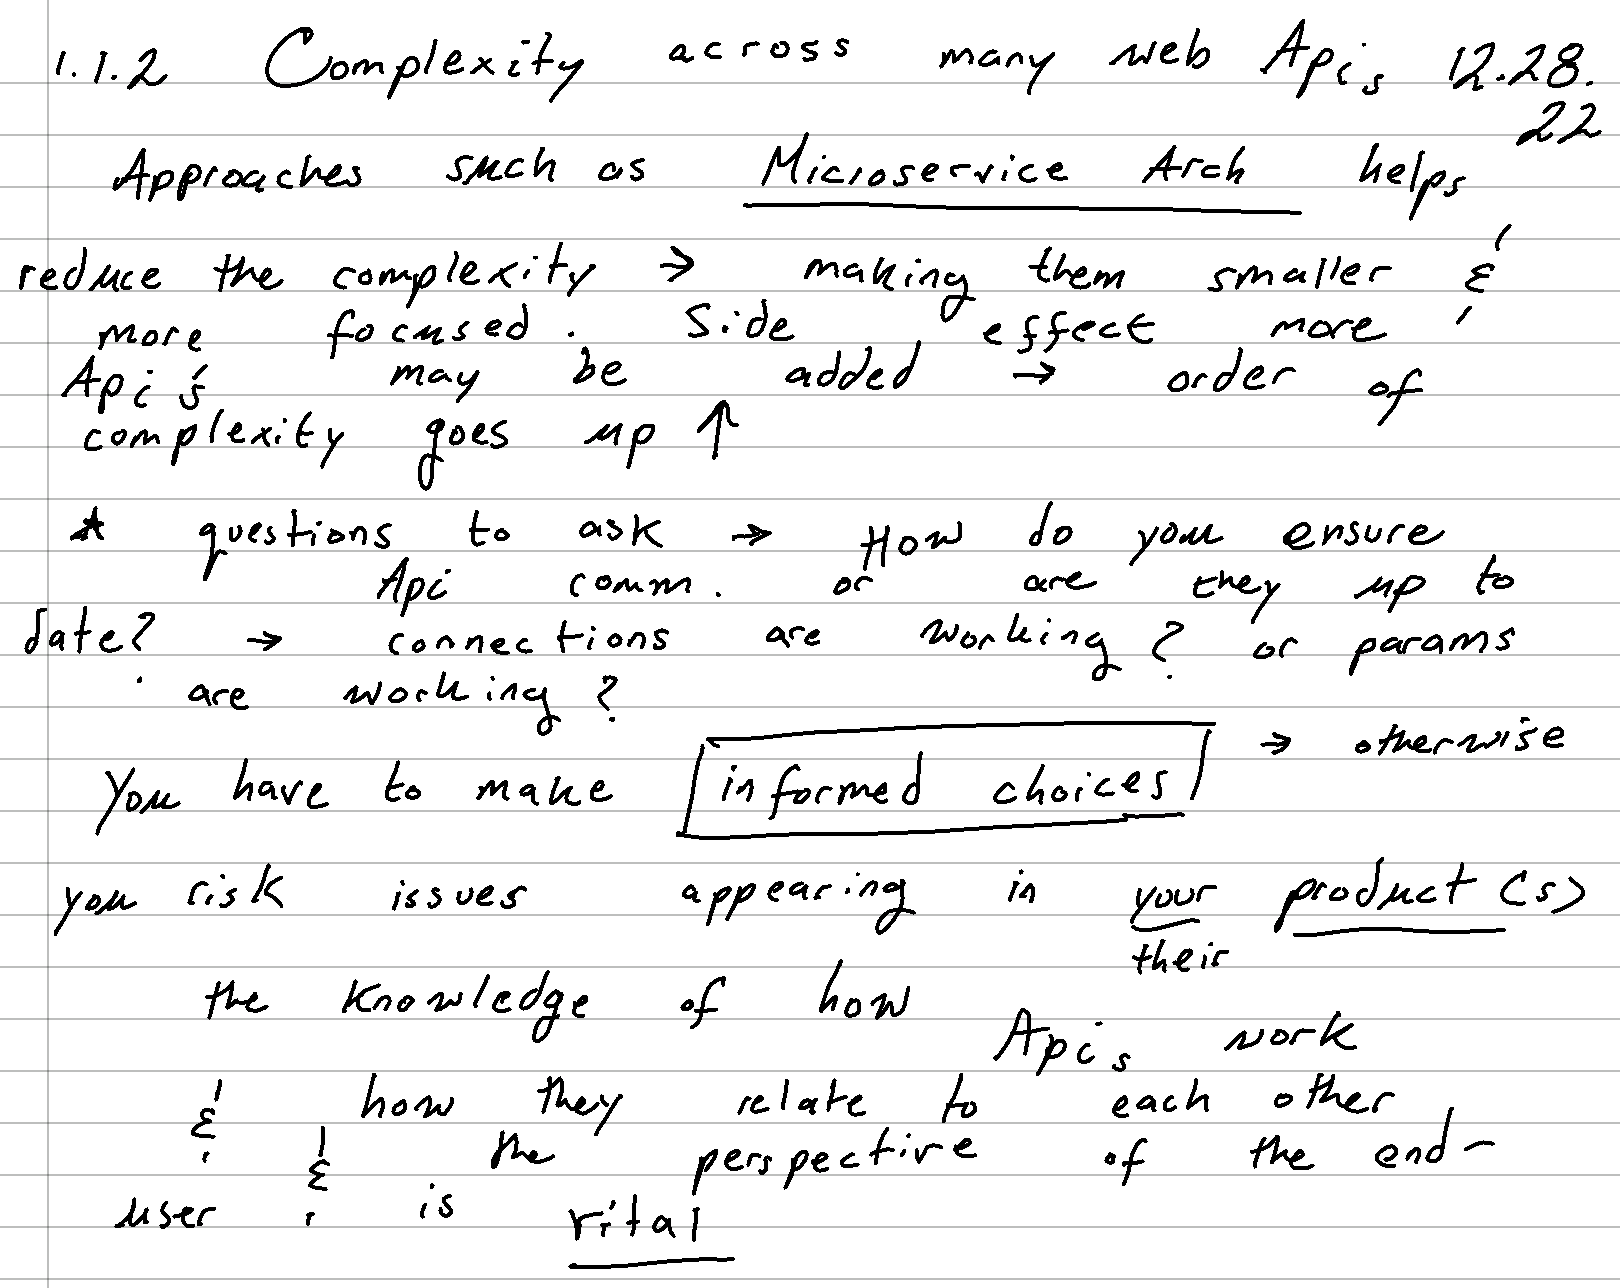 1.1.2 Complexity across many web Apis 12.28.
22
Approaches such as Microservice Arch helps
reduce the complexity → making them smaller &
more focused. Side effect more
Api's may be added → order of
complexity goes up ↑
* questions to ask → How do you ensure
Api comm. or are they up to
date? → connections are working? or params
are working?
You have to make informed choices → otherwise
you risk issues appearing in your product(s)
their
the knowledge of how Apis work
& how they relate to each other
& the perspective of the end-
user & is vital